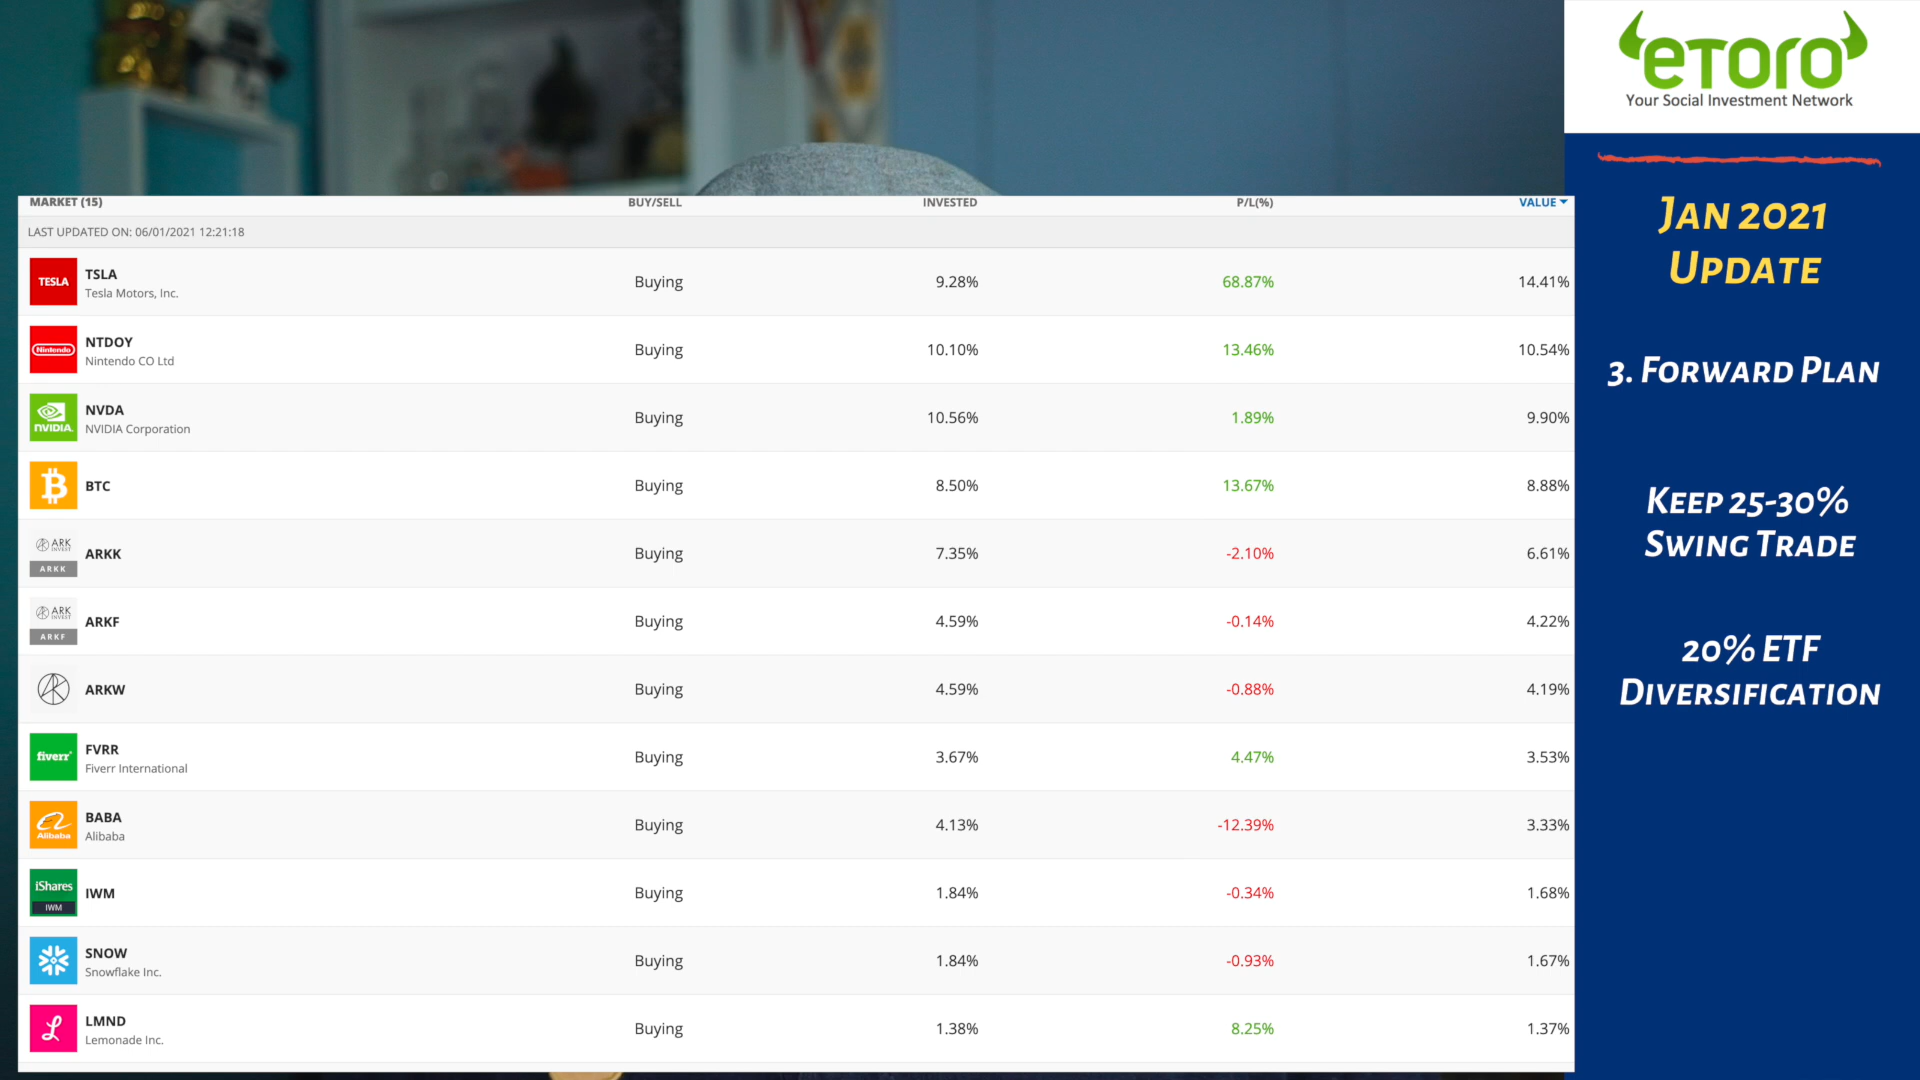 eToro
Your Social Investment Network
Jan 2021
Update
3. Forward Plan
Keep 25-30%
Swing Trade
20% ETF
Diversification
MARKET (15) BUY/SELL INVESTED P/L(%) VALUE
LAST UPDATED ON: 06/01/2021 12:21:18
TESLA TSLA Buying 9.28% 68.87% 14.41%
Tesla Motors, Inc.
Nintendo NTDOY Buying 10.10% 13.46% 10.54%
Nintendo CO Ltd
NVIDIA. NVDA Buying 10.56% 1.89% 9.90%
NVIDIA Corporation
BTC Buying 8.50% 13.67% 8.88%
ARK INVEST ARKK ARKK Buying 7.35% -2.10% 6.61%
ARK INVEST ARKF ARKF Buying 4.59% -0.14% 4.22%
ARKW Buying 4.59% -0.88% 4.19%
fiverr FVRR Buying 3.67% 4.47% 3.53%
Fiverr International
Alibaba BABA Buying 4.13% -12.39% 3.33%
Alibaba
iShares IWM IWM Buying 1.84% -0.34% 1.68%
SNOW Buying 1.84% -0.93% 1.67%
Snowflake Inc.
LMND Buying 1.38% 8.25% 1.37%
Lemonade Inc.